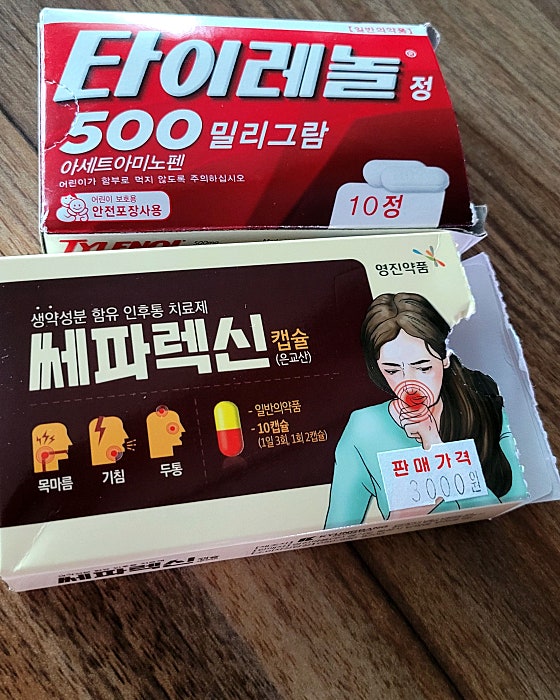 [일반의약품]
타이레놀® 정
500 밀리그람
아세트아미노펜
어린이가 함부로 먹지 않도록 주의하십시오
어린이 보호용
안전포장사용
10정
TYLENOL
500mg
영진약품
생약성분 함유 인후통 치료제
쎄파렉신 캡슐
(은교산)
목마름
기침
두통
- 일반의약품
- 10캡슐
(1일 3회, 1회 2캡슐)
판매가격
3000원
쎄파렉신 캡슐